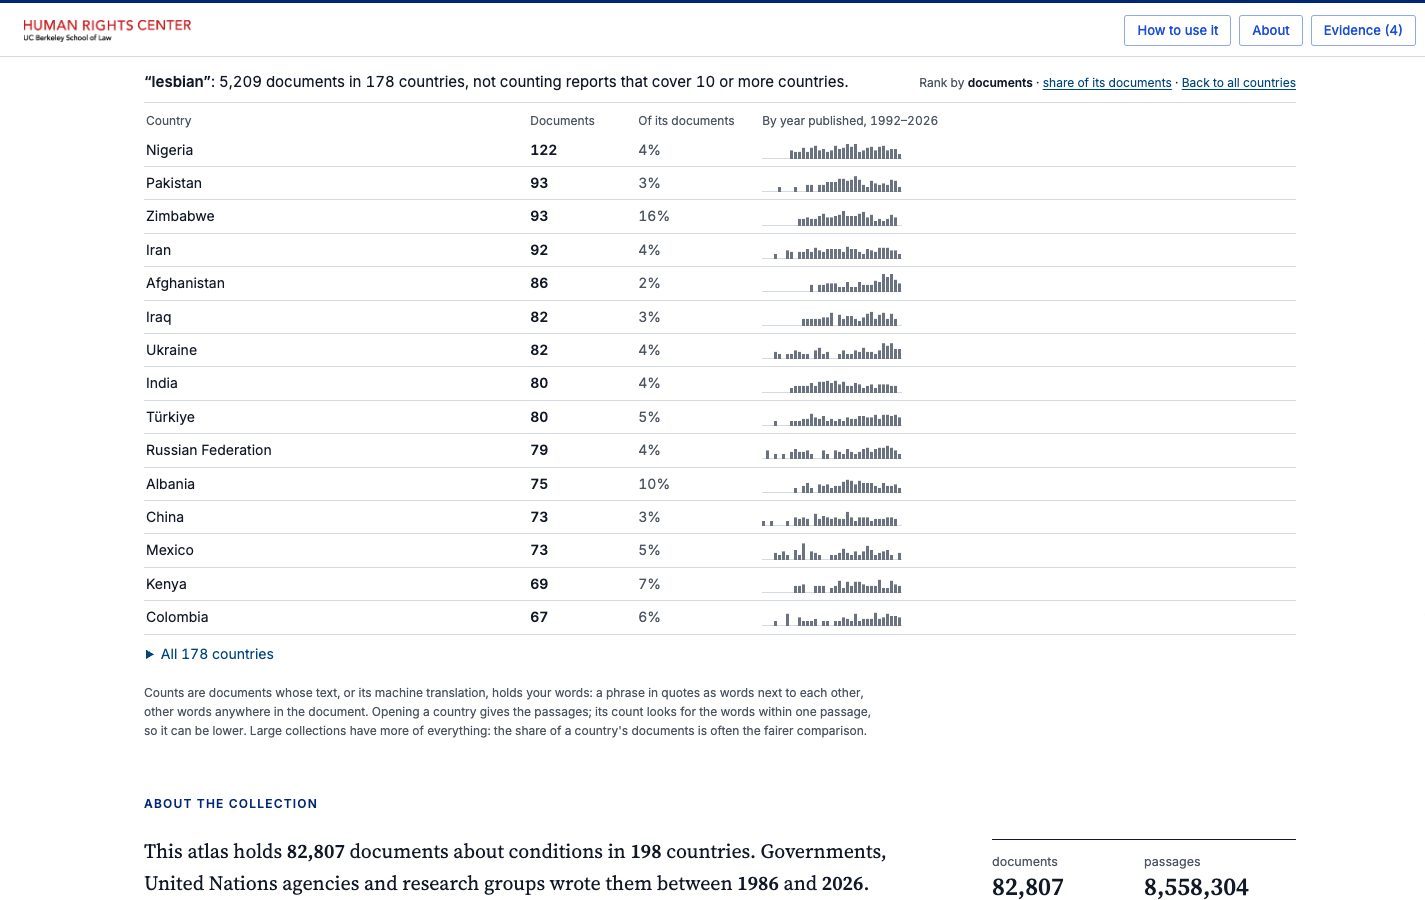 HUMAN RIGHTS CENTER
UC Berkeley School of Law
How to use it
About
Evidence (4)
“lesbian”: 5,209 documents in 178 countries, not counting reports that cover 10 or more countries.
Rank by documents · share of its documents · Back to all countries
Country Documents Of its documents By year published, 1992–2026
Nigeria 122 4%
Pakistan 93 3%
Zimbabwe 93 16%
Iran 92 4%
Afghanistan 86 2%
Iraq 82 3%
Ukraine 82 4%
India 80 4%
Türkiye 80 5%
Russian Federation 79 4%
Albania 75 10%
China 73 3%
Mexico 73 5%
Kenya 69 7%
Colombia 67 6%
▶ All 178 countries
Counts are documents whose text, or its machine translation, holds your words: a phrase in quotes as words next to each other,
other words anywhere in the document. Opening a country gives the passages; its count looks for the words within one passage,
so it can be lower. Large collections have more of everything: the share of a country's documents is often the fairer comparison.
ABOUT THE COLLECTION
This atlas holds 82,807 documents about conditions in 198 countries. Governments,
United Nations agencies and research groups wrote them between 1986 and 2026.
documents passages
82,807 8,558,304